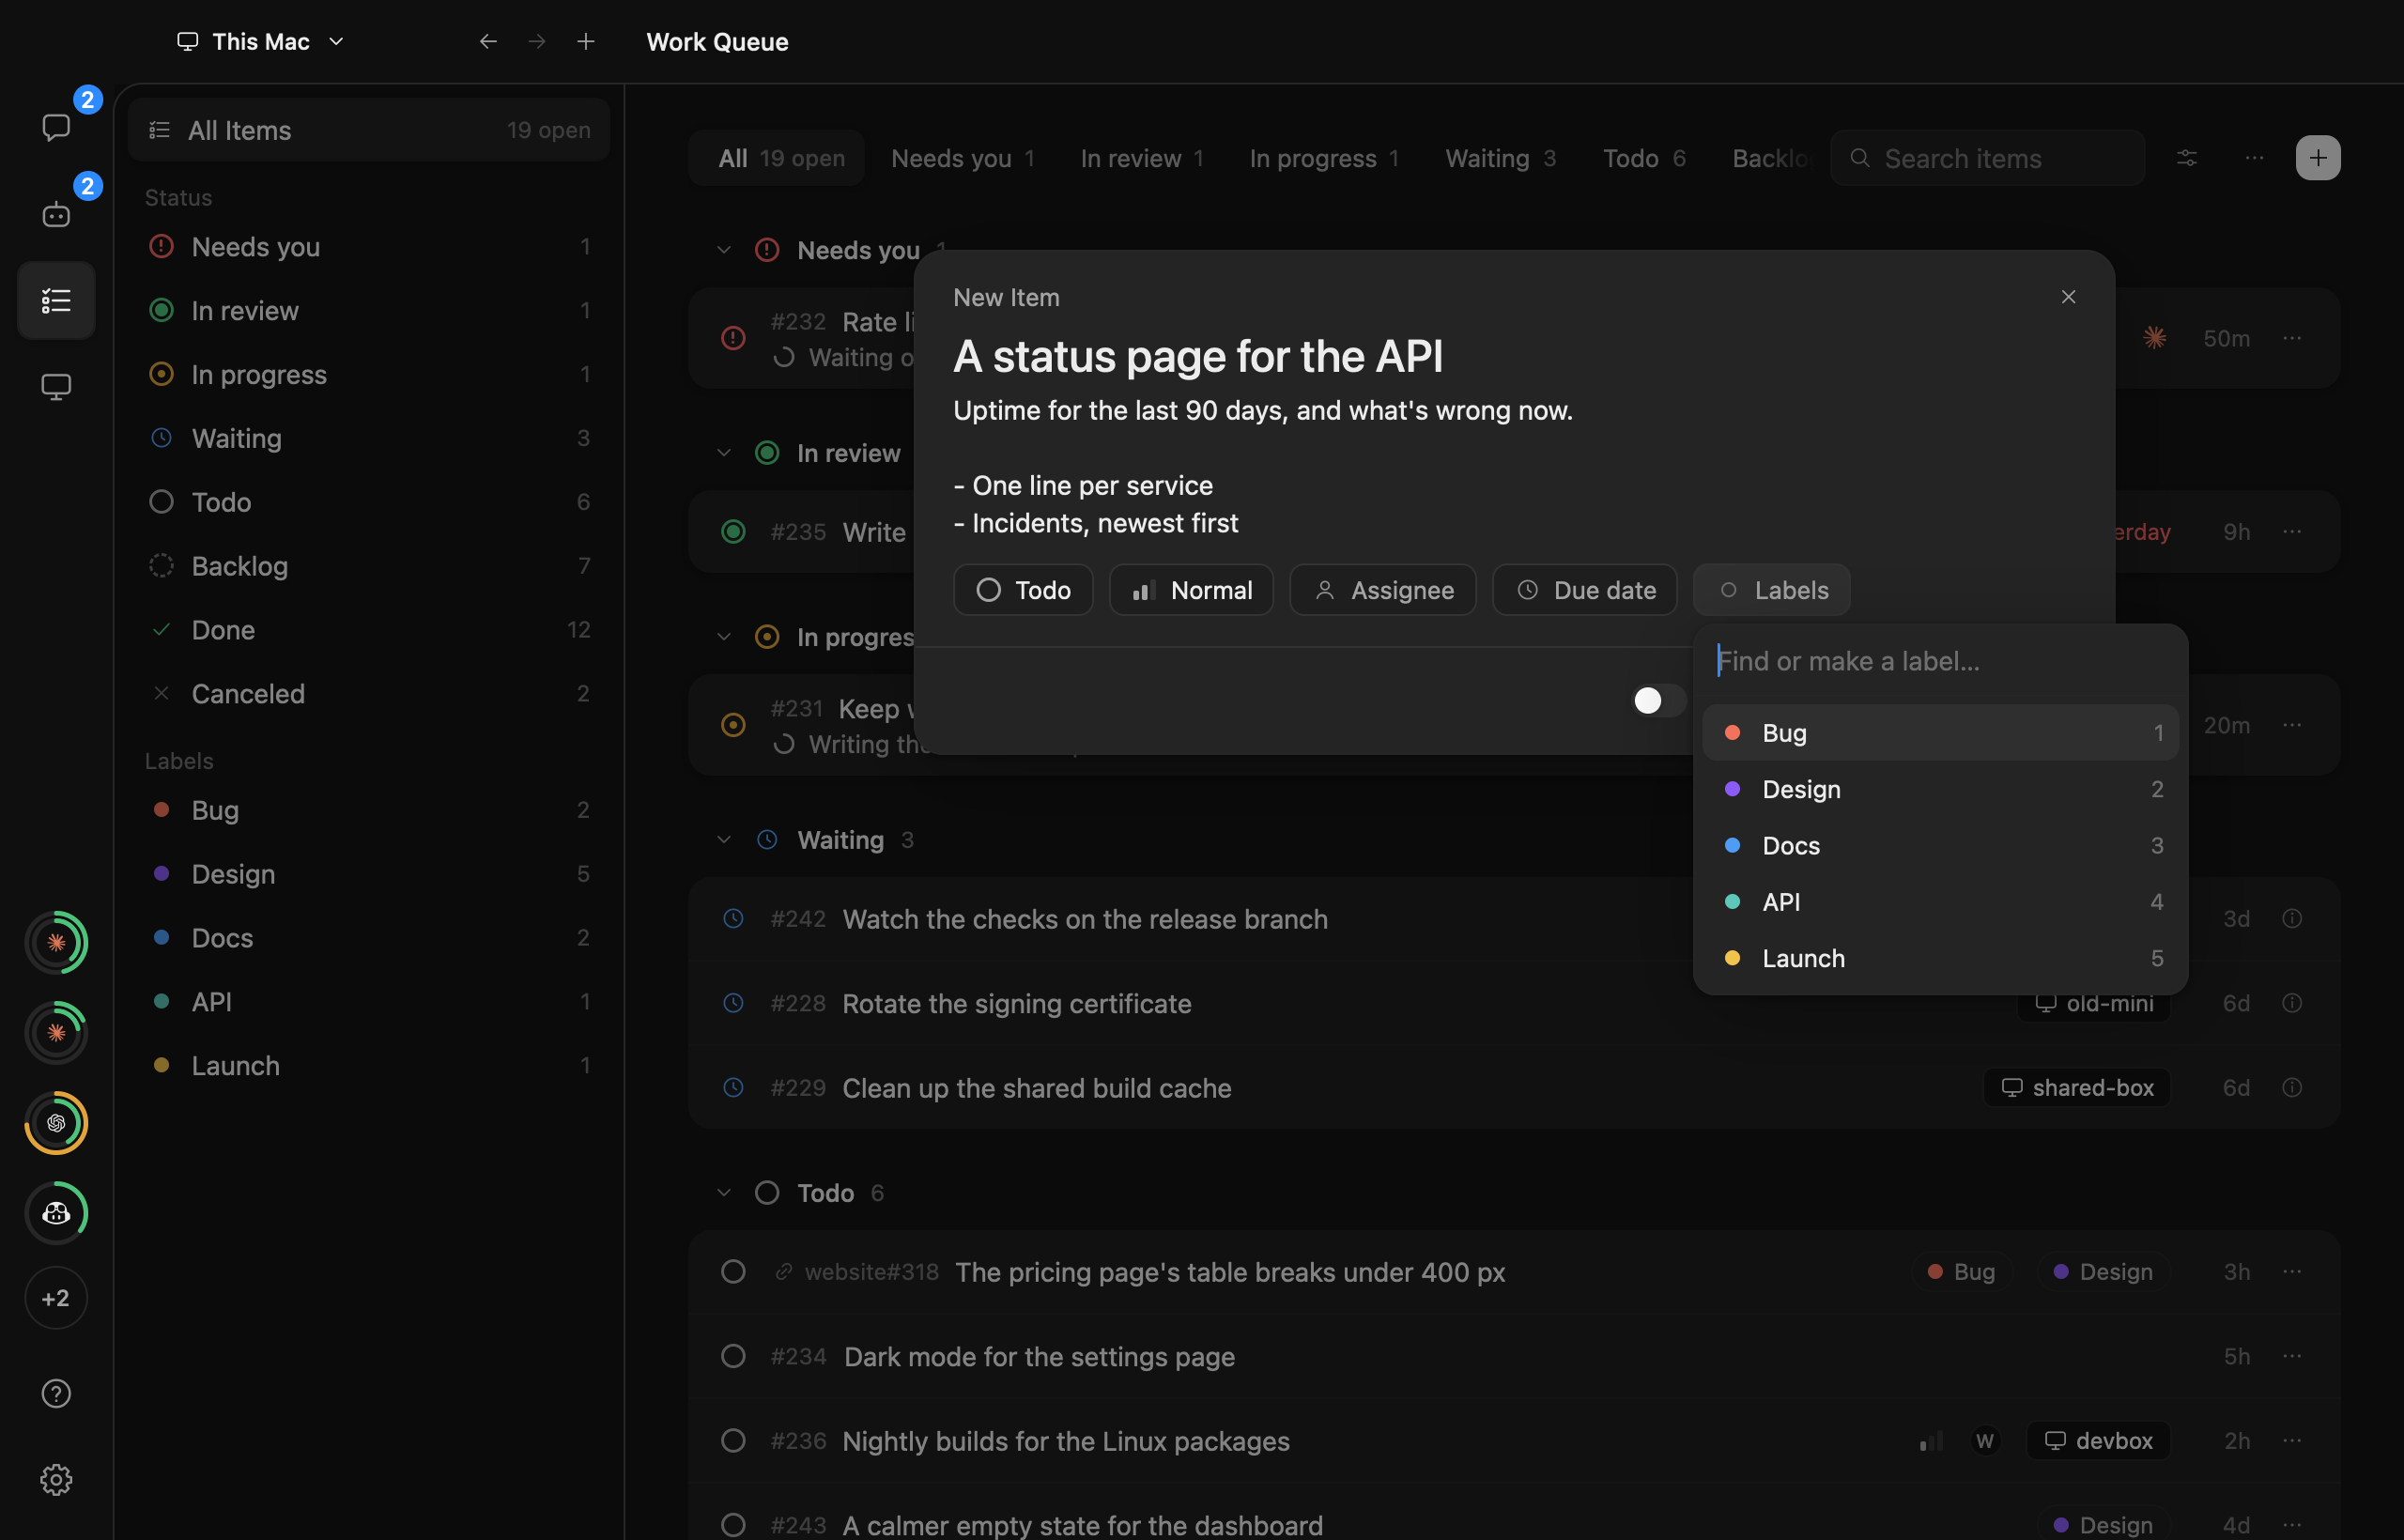 This Mac
Work Queue
2
2
+2
All Items 19 open
Status
Needs you 1
In review 1
In progress 1
Waiting 3
Todo 6
Backlog 7
Done 12
Canceled 2
Labels
Bug 2
Design 5
Docs 2
API 1
Launch 1
All 19 open Needs you 1 In review 1 In progress 1 Waiting 3 Todo 6 Backlo Search items
Needs you 1
#232 Rate li 50m
Waiting o
In review
#235 Write erday 9h
In progres
#231 Keep 20m
Writing th
New Item
A status page for the API
Uptime for the last 90 days, and what's wrong now.
- One line per service
- Incidents, newest first
Todo Normal Assignee Due date Labels
Find or make a label...
Bug 1
Design 2
Docs 3
API 4
Launch 5
Waiting 3
#242 Watch the checks on the release branch 3d
#228 Rotate the signing certificate old-mini 6d
#229 Clean up the shared build cache shared-box 6d
Todo 6
website#318 The pricing page's table breaks under 400 px Bug Design 3h
#234 Dark mode for the settings page 5h
#236 Nightly builds for the Linux packages W devbox 2h
#243 A calmer empty state for the dashboard Design 4d